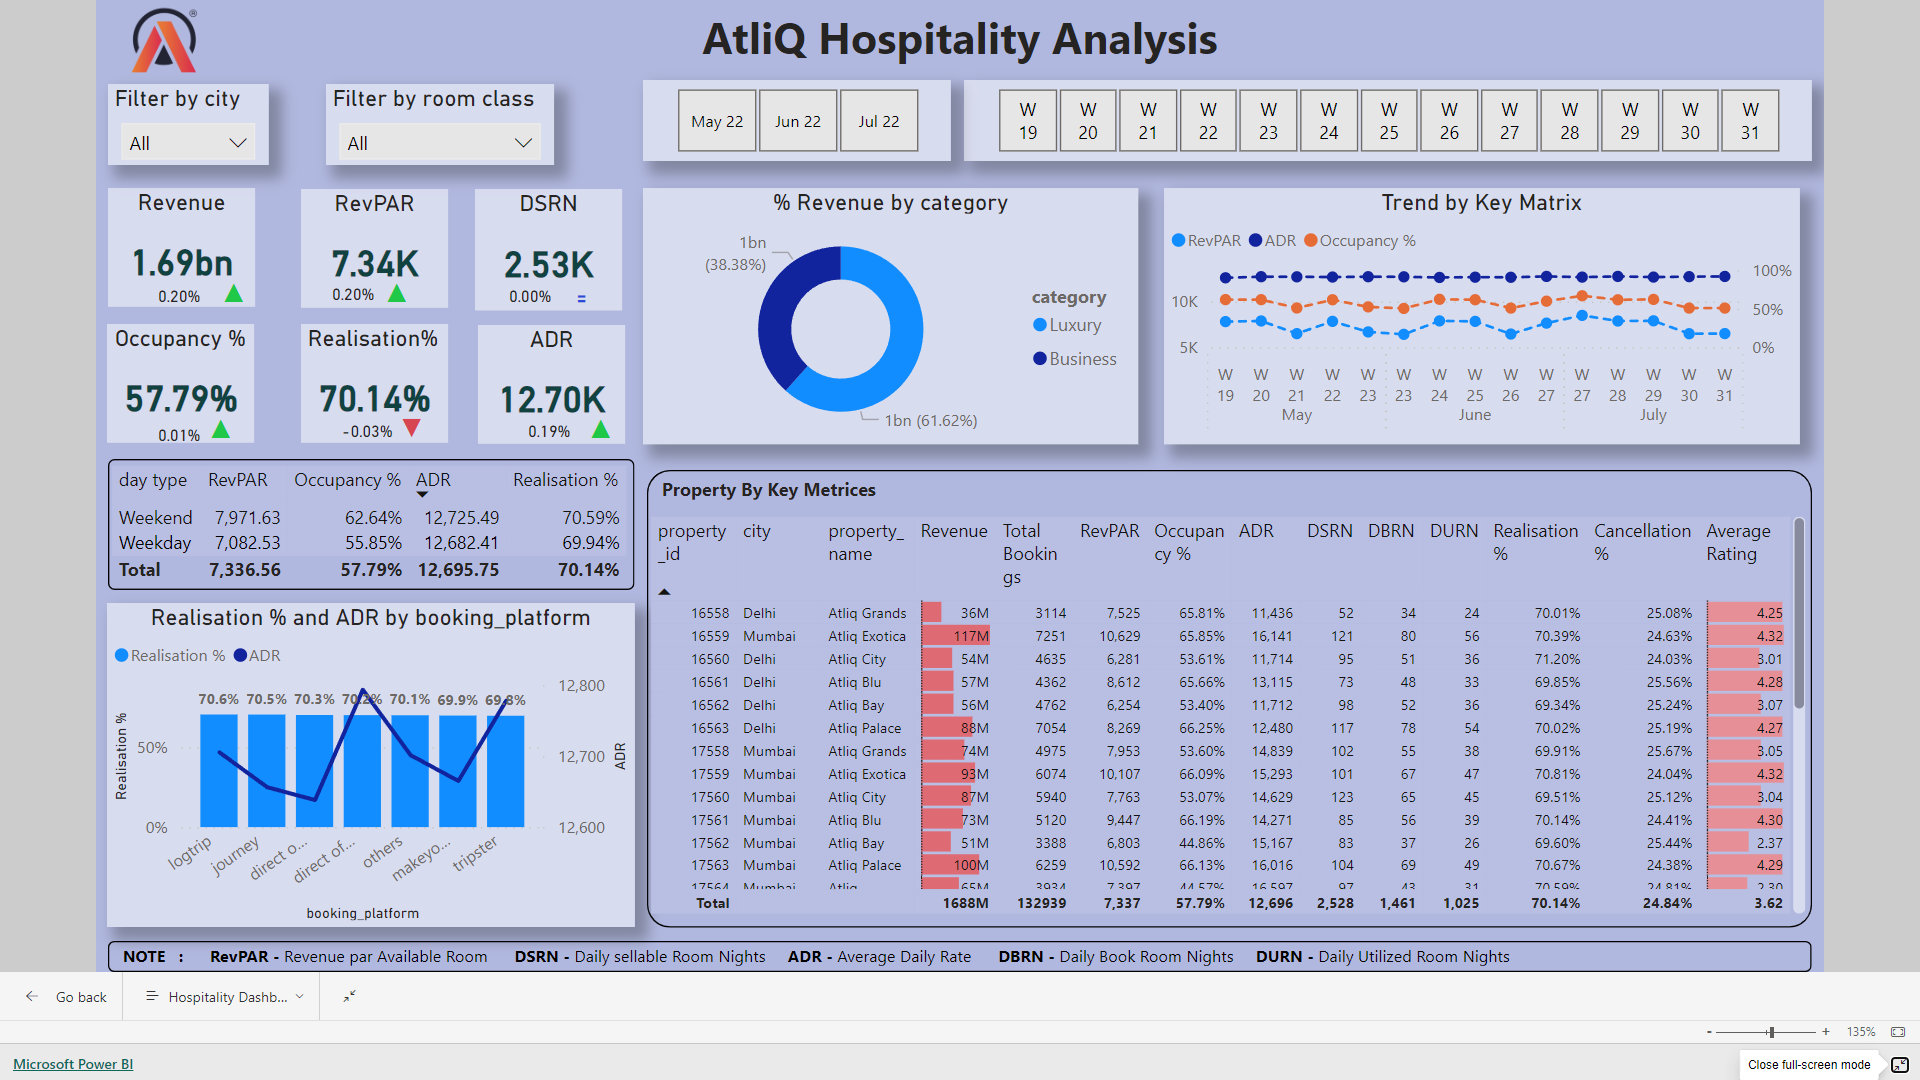 AtliQ Hospitality Analysis
Filter by city
All
Filter by room class
All
May 22
Jun 22
Jul 22
W 19
W 20
W 21
W 22
W 23
W 24
W 25
W 26
W 27
W 28
W 29
W 30
W 31
Revenue
1.69bn
0.20%
RevPAR
7.34K
0.20%
DSRN
2.53K
0.00% =
Occupancy %
57.79%
0.01%
Realisation%
70.14%
-0.03%
ADR
12.70K
0.19%
% Revenue by category
1bn
(38.38%)
1bn (61.62%)
category
Luxury
Business
Trend by Key Matrix
RevPAR ADR Occupancy %
10K
5K
100%
50%
0%
W W W W W W W W W W W W W W W
19 20 21 22 23 23 24 25 26 27 27 28 29 30 31
May June July
day type RevPAR Occupancy % ADR Realisation %
Weekend 7,971.63 62.64% 12,725.49 70.59%
Weekday 7,082.53 55.85% 12,682.41 69.94%
Total 7,336.56 57.79% 12,695.75 70.14%
Realisation % and ADR by booking_platform
Realisation % ADR
70.6% 70.5% 70.3% 70.2% 70.1% 69.9% 69.8%
Realisation %
50%
0%
12,800
12,700
12,600
ADR
logtrip journey direct o... direct of... others makeyo... tripster
booking_platform
Property By Key Metrices
property_id city property_name Revenue Total Bookings RevPAR Occupancy % ADR DSRN DBRN DURN Realisation % Cancellation % Average Rating
16558 Delhi Atliq Grands 36M 3114 7,525 65.81% 11,436 52 34 24 70.01% 25.08% 4.25
16559 Mumbai Atliq Exotica 117M 7251 10,629 65.85% 16,141 121 80 56 70.39% 24.63% 4.32
16560 Delhi Atliq City 54M 4635 6,281 53.61% 11,714 95 51 36 71.20% 24.03% 3.01
16561 Delhi Atliq Blu 57M 4362 8,612 65.66% 13,115 73 48 33 69.85% 25.56% 4.28
16562 Delhi Atliq Bay 56M 4762 6,254 53.40% 11,712 98 52 36 69.34% 25.24% 3.07
16563 Delhi Atliq Palace 88M 7054 8,269 66.25% 12,480 117 78 54 70.02% 25.19% 4.27
17558 Mumbai Atliq Grands 74M 4975 7,953 53.60% 14,839 102 55 38 69.91% 25.67% 3.05
17559 Mumbai Atliq Exotica 93M 6074 10,107 66.09% 15,293 101 67 47 70.81% 24.04% 4.32
17560 Mumbai Atliq City 87M 5940 7,763 53.07% 14,629 123 65 45 69.51% 25.12% 3.04
17561 Mumbai Atliq Blu 73M 5120 9,447 66.19% 14,271 85 56 39 70.14% 24.41% 4.30
17562 Mumbai Atliq Bay 51M 3388 6,803 44.86% 15,167 83 37 26 69.60% 25.44% 2.37
17563 Mumbai Atliq Palace 100M 6259 10,592 66.13% 16,016 104 69 49 70.67% 24.38% 4.29
17564 Mumbai Atliq 65M 3934 7,397 44.57% 16,597 97 43 31 70.59% 24.81% 2.30
Total 1688M 132939 7,337 57.79% 12,696 2,528 1,461 1,025 70.14% 24.84% 3.62
NOTE : RevPAR - Revenue par Available Room DSRN - Daily sellable Room Nights ADR - Average Daily Rate DBRN - Daily Book Room Nights DURN - Daily Utilized Room Nights
Go back
Hospitality Dashb...
- + 135%
Microsoft Power BI
Close full-screen mode